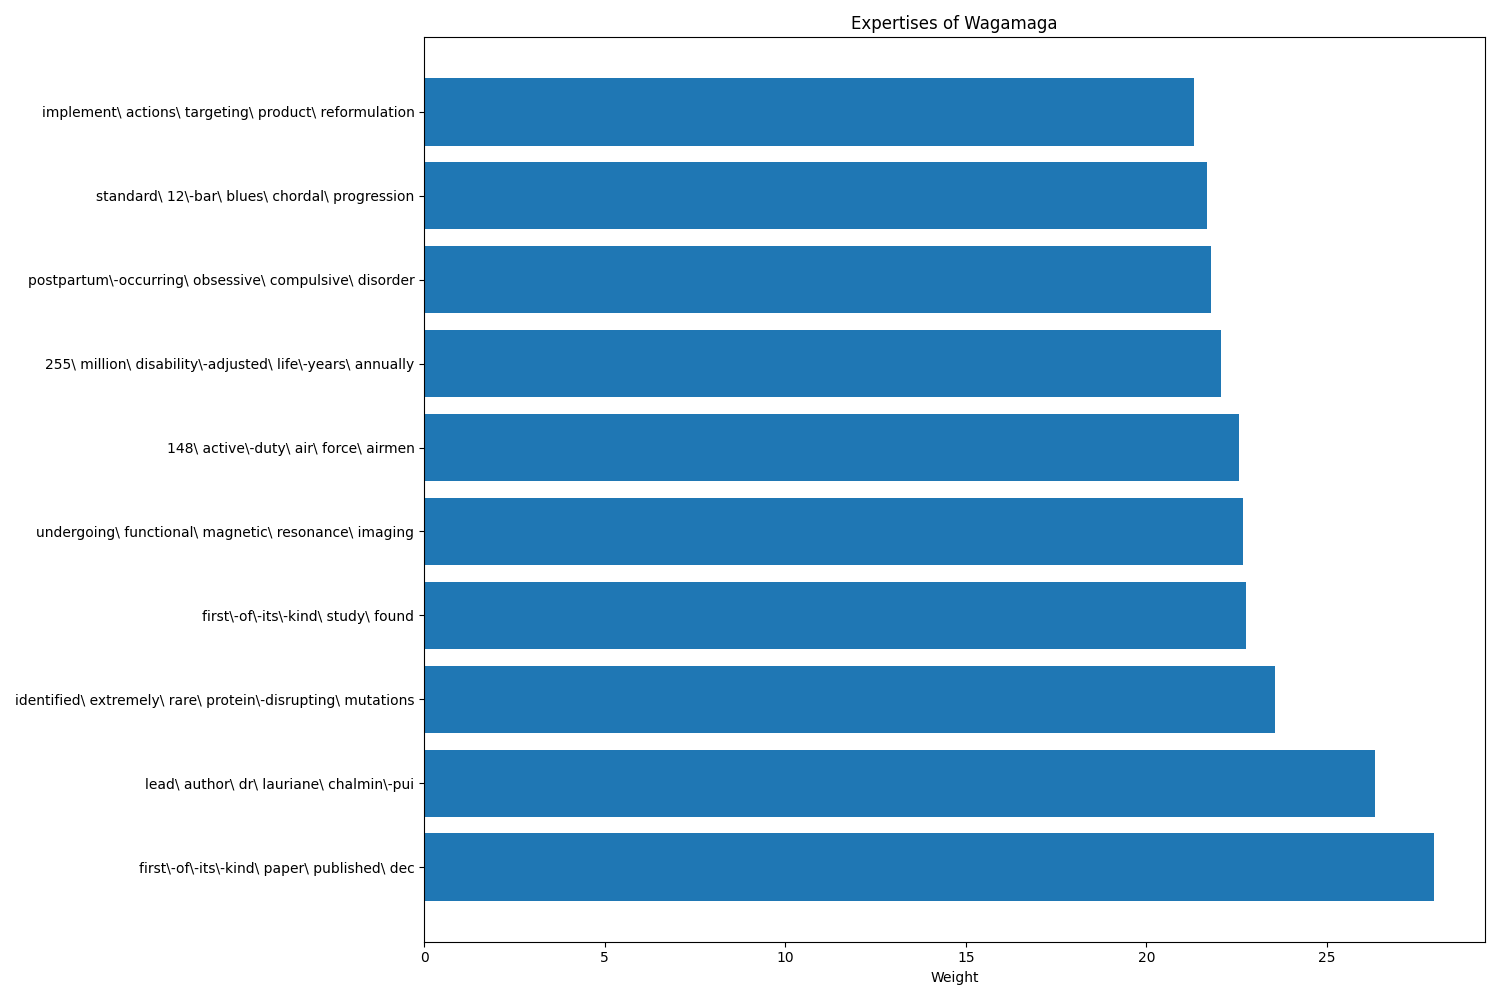 Expertises of Wagamaga
implement\ actions\ targeting\ product\ reformulation
standard\ 12\-bar\ blues\ chordal\ progression
postpartum\-occurring\ obsessive\ compulsive\ disorder
255\ million\ disability\-adjusted\ life\-years\ annually
148\ active\-duty\ air\ force\ airmen
undergoing\ functional\ magnetic\ resonance\ imaging
first\-of\-its\-kind\ study\ found
identified\ extremely\ rare\ protein\-disrupting\ mutations
lead\ author\ dr\ lauriane\ chalmin\-pui
first\-of\-its\-kind\ paper\ published\ dec
0 5 10 15 20 25
Weight